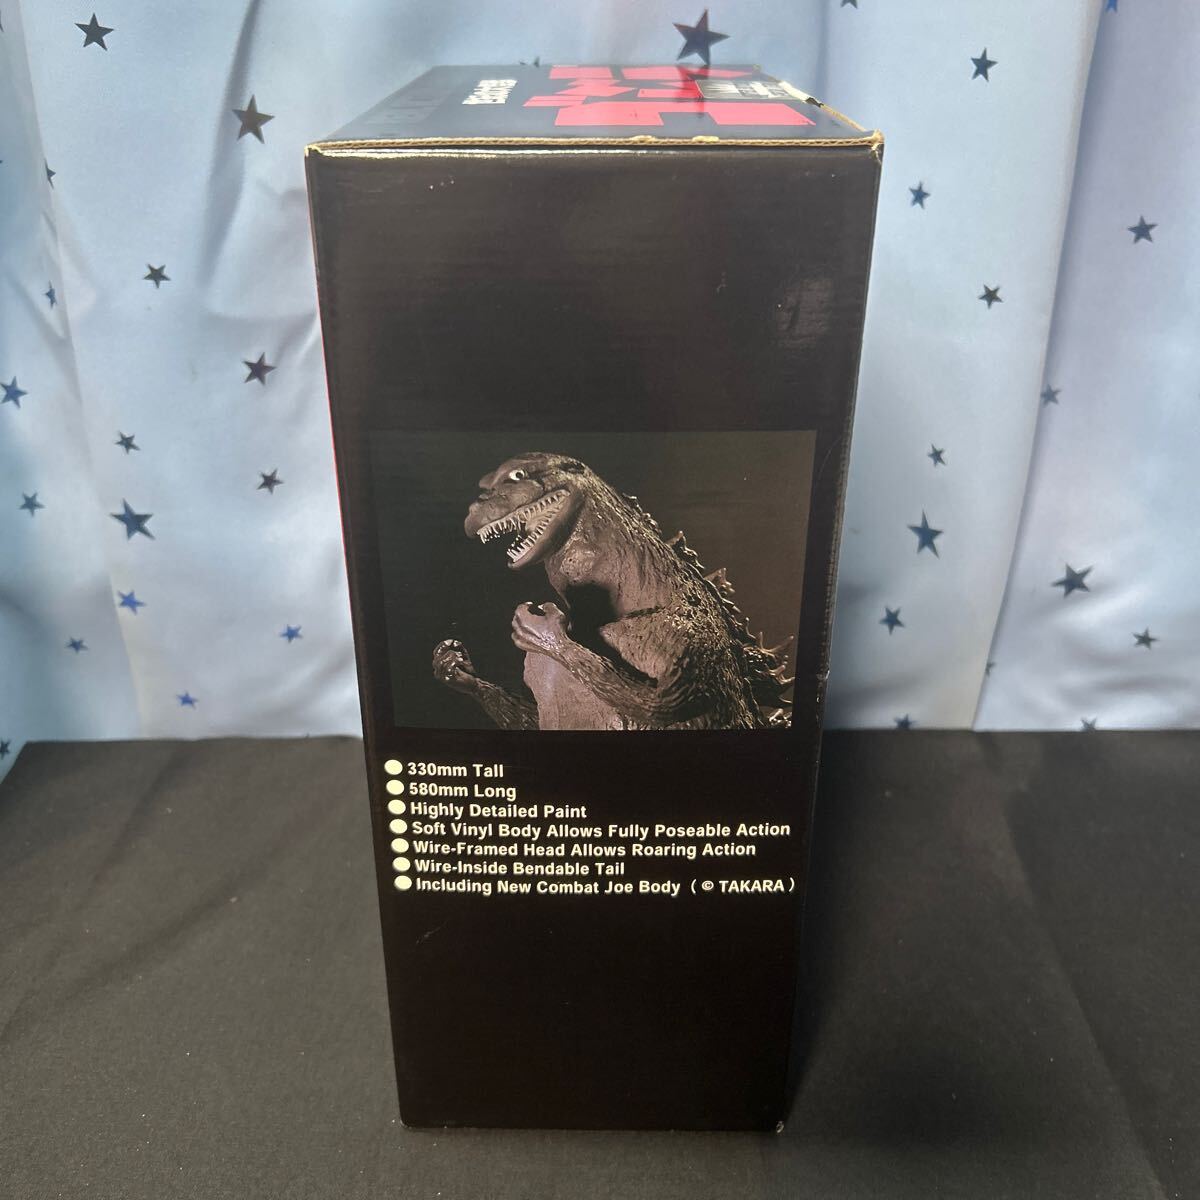 ● 330mm Tall
● 580mm Long
● Highly Detailed Paint
● Soft Vinyl Body Allows Fully Poseable Action
● Wire-Framed Head Allows Roaring Action
● Wire-Inside Bendable Tail
● Including New Combat Joe Body ( © TAKARA )